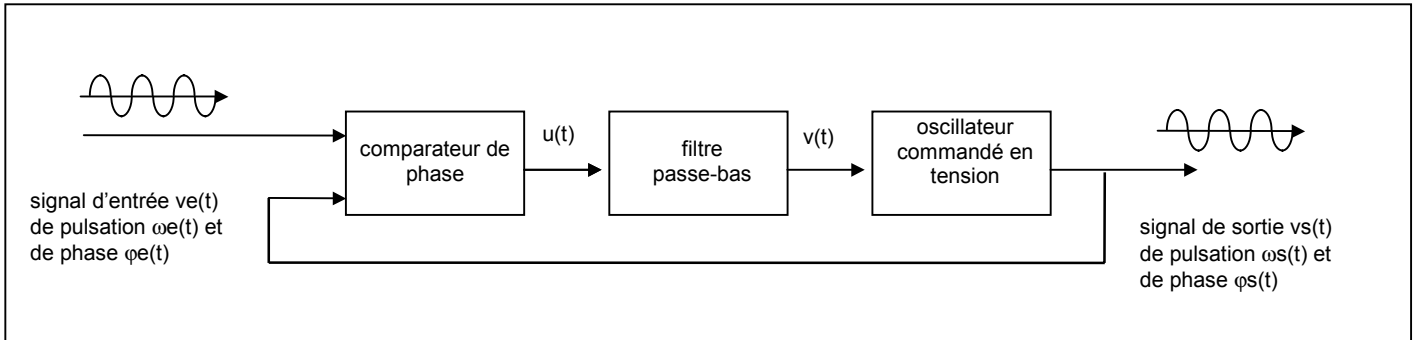 comparateur de
phase
u(t)
filtre
passe-bas
v(t)
oscillateur
commandé en
tension
signal d'entrée ve(t)
de pulsation ωe(t) et
de phase φe(t)
signal de sortie vs(t)
de pulsation ωs(t) et
de phase φs(t)